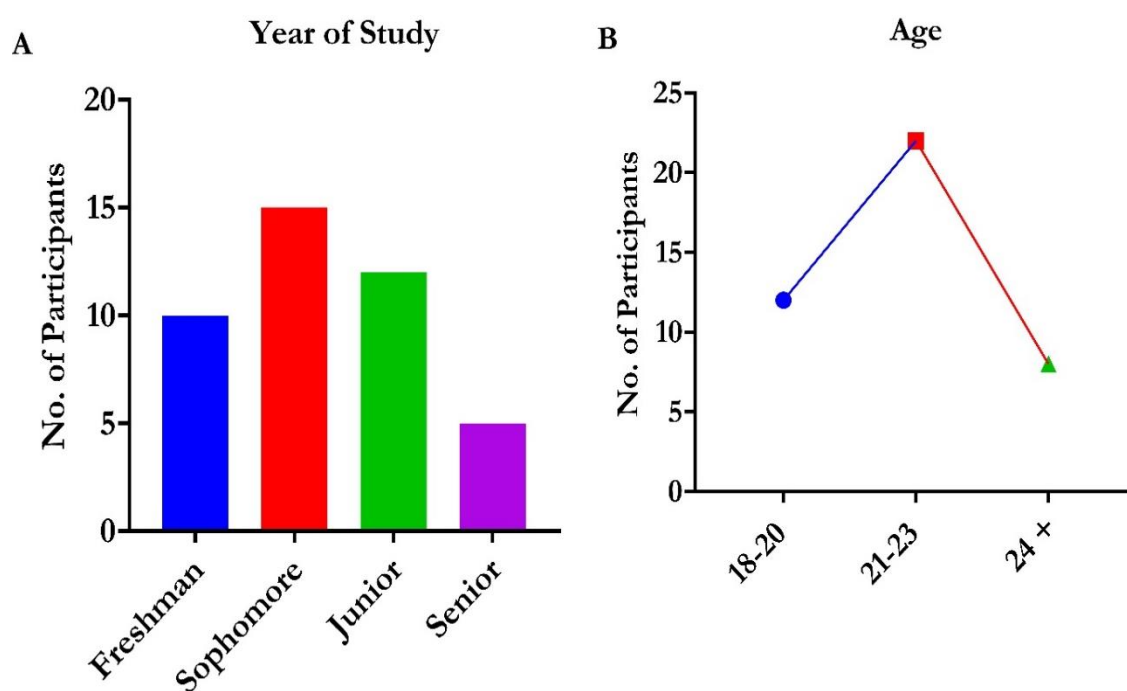 A
Year of Study
No. of Participants
20
15
10
5
0
Freshman
Sophomore
Junior
Senior
B
Age
No. of Participants
25
20
15
10
5
0
18-20
21-23
24 +